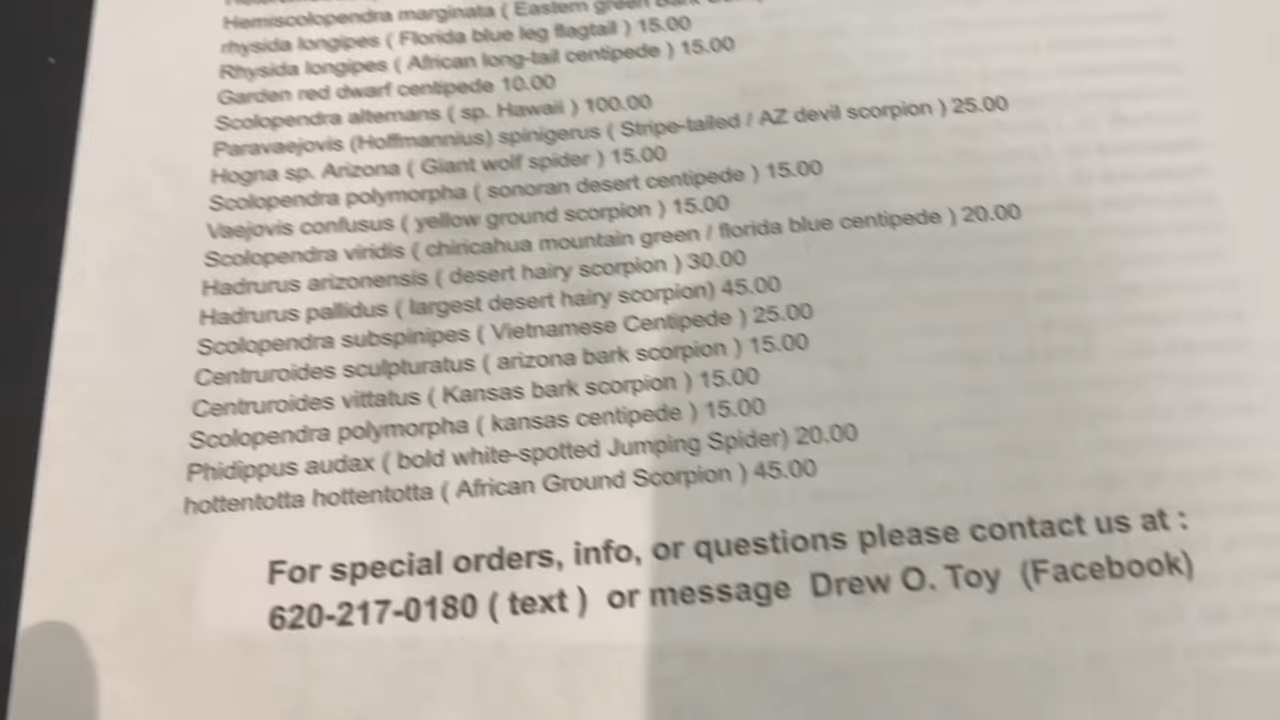 Hemiscolopendra marginata ( Eastern green Bark
rhysida longipes ( Florida blue leg flagtail ) 15.00
Rhysida longipes ( African long-tail centipede ) 15.00
Garden red dwarf centipede 10.00
Scolopendra alternans ( sp. Hawaii ) 100.00
Paravaejovis (Hoffmannius) spinigerus ( Stripe-tailed / AZ devil scorpion ) 25.00
Hogna sp. Arizona ( Giant wolf spider ) 15.00
Scolopendra polymorpha ( sonoran desert centipede ) 15.00
Vaejovis confusus ( yellow ground scorpion ) 15.00
Scolopendra viridis ( chiricahua mountain green / florida blue centipede ) 20.00
Hadrurus arizonensis ( desert hairy scorpion ) 30.00
Hadrurus pallidus ( largest desert hairy scorpion) 45.00
Scolopendra subspinipes ( Vietnamese Centipede ) 25.00
Centruroides sculpturatus ( arizona bark scorpion ) 15.00
Centruroides vittatus ( Kansas bark scorpion ) 15.00
Scolopendra polymorpha ( kansas centipede ) 15.00
Phidippus audax ( bold white-spotted Jumping Spider) 20.00
hottentotta hottentotta ( African Ground Scorpion ) 45.00
For special orders, info, or questions please contact us at :
620-217-0180 ( text ) or message Drew O. Toy (Facebook)